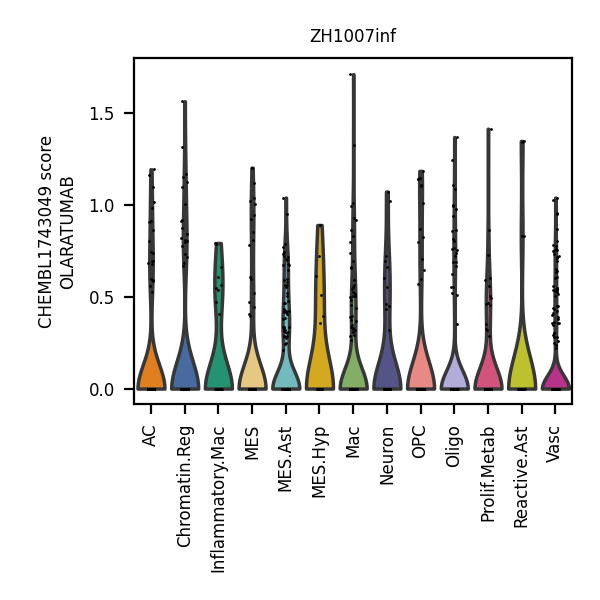 ZH1007inf
CHEMBL1743049 score
OLARATUMAB
1.5
1.0
0.5
0.0
AC
Chromatin.Reg
Inflammatory.Mac
MES
MES.Ast
MES.Hyp
Mac
Neuron
OPC
Oligo
Prolif.Metab
Reactive.Ast
Vasc